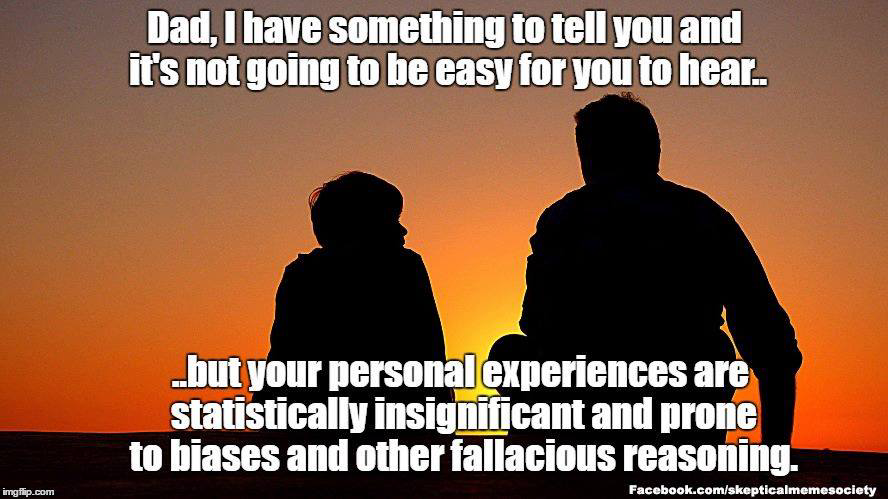 Dad, I have something to tell you and
it's not going to be easy for you to hear..
..but your personal experiences are
statistically insignificant and prone
to biases and other fallacious reasoning.
Facebook.com/skepticalmemesociety
imgflip.com